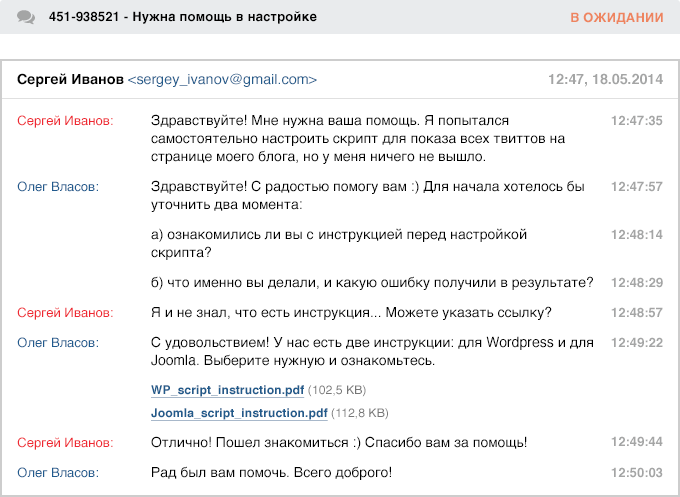 451-938521 - Нужна помощь в настройке В ОЖИДАНИИ
Сергей Иванов <sergey_ivanov@gmail.com> 12:47, 18.05.2014
Сергей Иванов: Здравствуйте! Мне нужна ваша помощь. Я попытался 12:47:35
самостоятельно настроить скрипт для показа всех твиттов на
странице моего блога, но у меня ничего не вышло.
Олег Власов: Здравствуйте! С радостью помогу вам :) Для начала хотелось бы 12:47:57
уточнить два момента:
а) ознакомились ли вы с инструкцией перед настройкой 12:48:14
скрипта?
б) что именно вы делали, и какую ошибку получили в результате? 12:48:29
Сергей Иванов: Я и не знал, что есть инструкция... Можете указать ссылку? 12:48:57
Олег Власов: С удовольствием! У нас есть две инструкции: для Wordpress и для 12:49:22
Joomla. Выберите нужную и ознакомьтесь.
WP_script_instruction.pdf (102,5 KB)
Joomla_script_instruction.pdf (112,8 KB)
Сергей Иванов: Отлично! Пошел знакомиться :) Спасибо вам за помощь! 12:49:44
Олег Власов: Рад был вам помочь. Всего доброго! 12:50:03